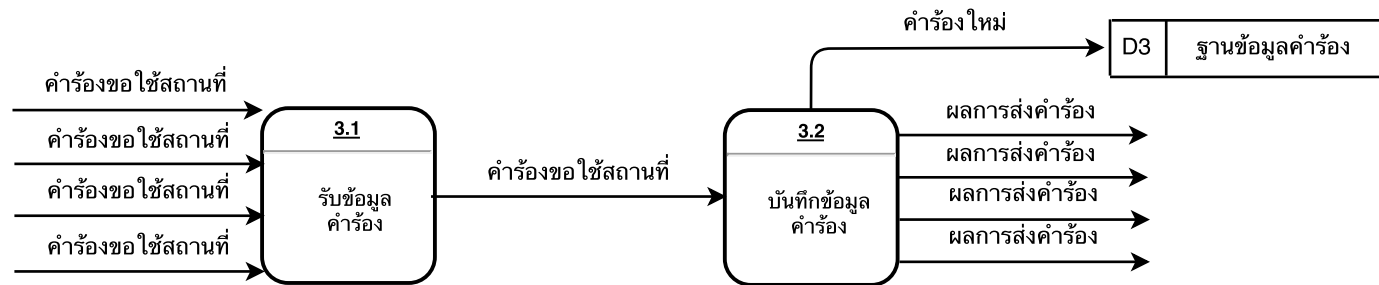 คำร้องใหม่
D3
ฐานข้อมูลคำร้อง
คำร้องขอใช้สถานที่
คำร้องขอใช้สถานที่
คำร้องขอใช้สถานที่
คำร้องขอใช้สถานที่
3.1
รับข้อมูล
คำร้อง
คำร้องขอใช้สถานที่
3.2
บันทึกข้อมูล
คำร้อง
ผลการส่งคำร้อง
ผลการส่งคำร้อง
ผลการส่งคำร้อง
ผลการส่งคำร้อง